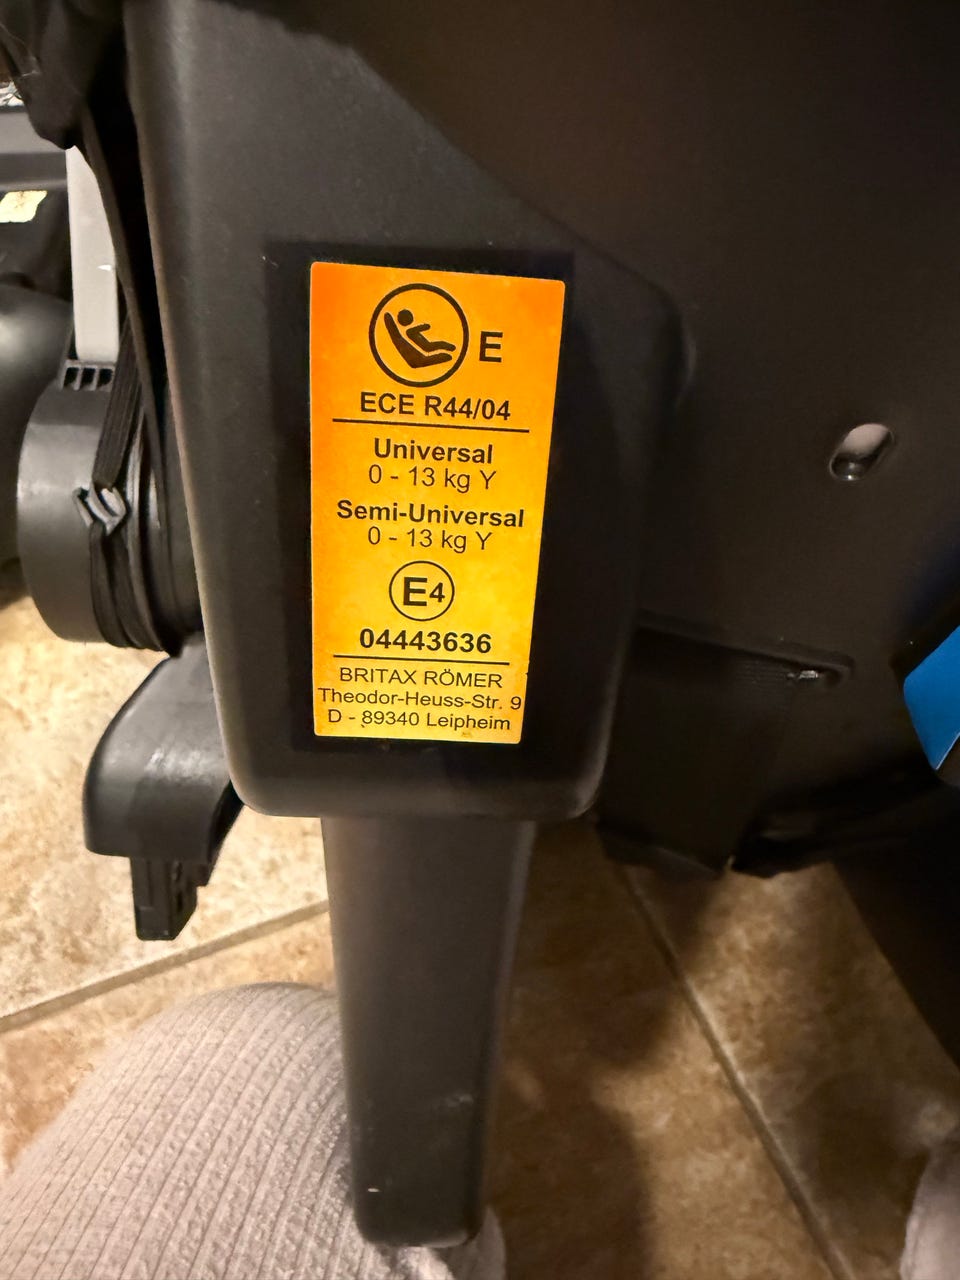 E
ECE R44/04
Universal
0 - 13 kg Y
Semi-Universal
0 - 13 kg Y
E4
04443636
BRITAX RÖMER
Theodor-Heuss-Str. 9
D - 89340 Leipheim